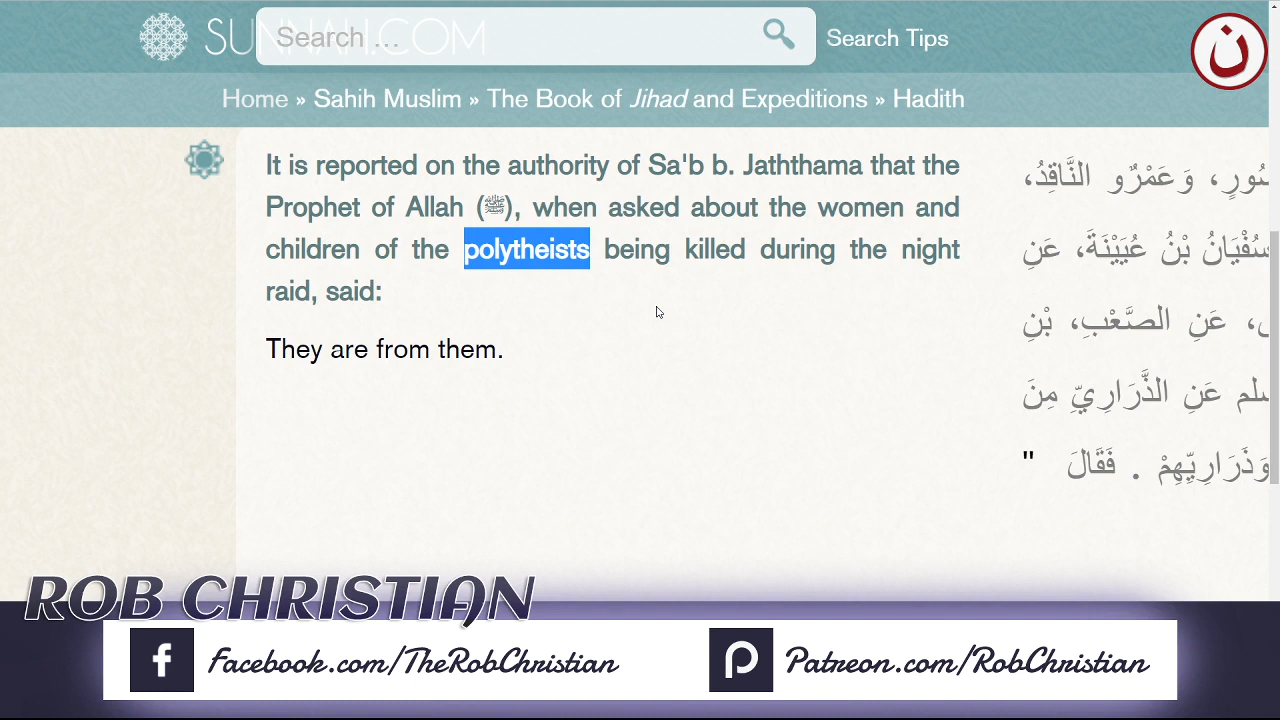 SUNNAH.COM
Search ...
Search Tips
ن
Home » Sahih Muslim » The Book of Jihad and Expeditions » Hadith
It is reported on the authority of Sa'b b. Jaththama that the
Prophet of Allah (ﷺ), when asked about the women and
children of the polytheists being killed during the night
raid, said:
They are from them.
، وَعَمْرٌو النَّاقِدُ،
سُفْيَانُ بْنُ عُيَيْنَةَ، عَنِ
، عَنِ الصَّعْبِ، بْنِ
عَنِ الذَّرَارِيِّ مِنَ
وَذَرَارِيِّهِمْ . فَقَالَ "
ROB CHRISTIAN
f Facebook.com/TheRobChristian
Patreon.com/RobChristian